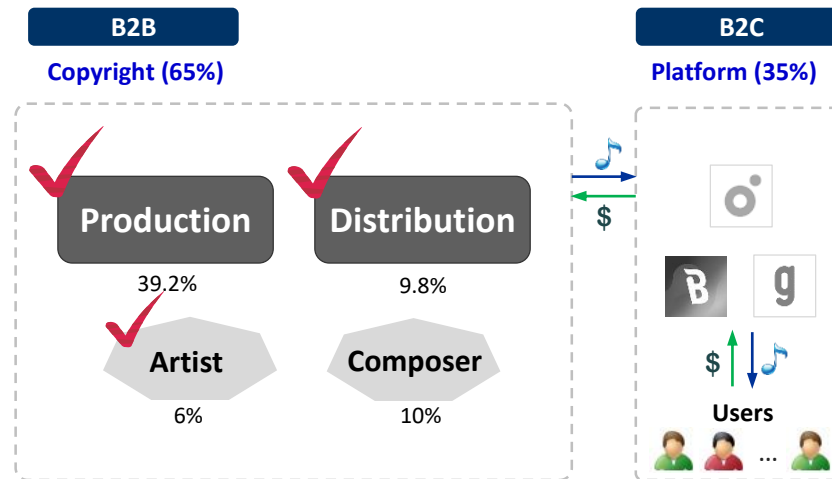 B2B
Copyright (65%)
Production
39.2%
Distribution
9.8%
Artist
6%
Composer
10%
$
B2C
Platform (35%)
B
g
$
Users
...